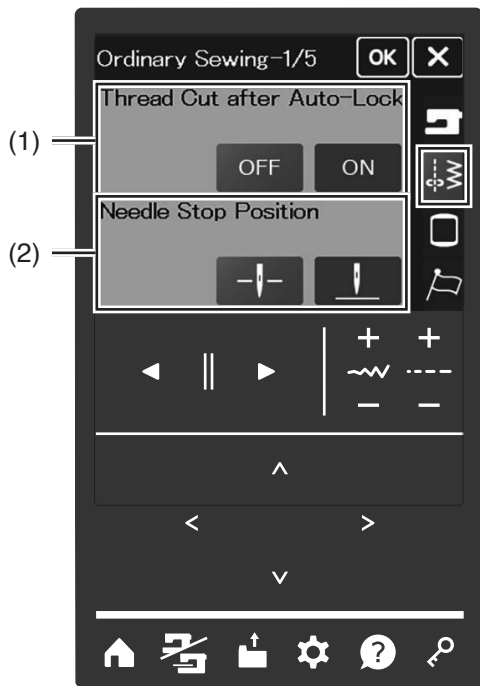 Ordinary Sewing-1/5 OK X
Thread Cut after Auto-Lock
(1)
OFF ON
Needle Stop Position
(2)
?